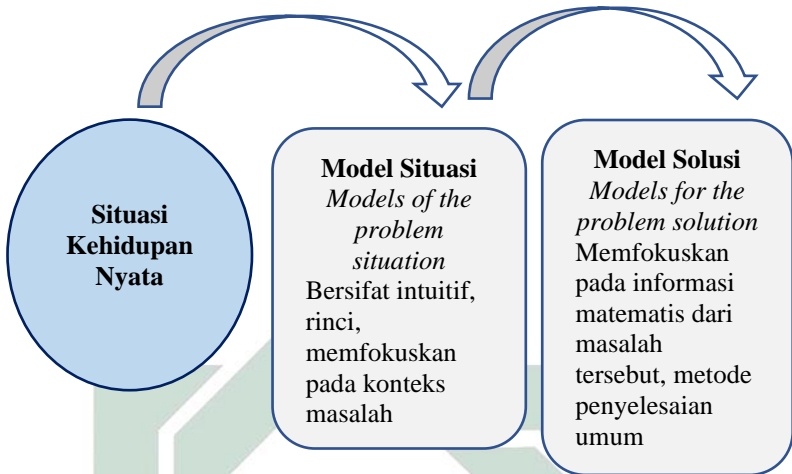 Situasi
Kehidupan
Nyata
Model Situasi
Models of the
problem
situation
Bersifat intuitif,
rinci,
memfokuskan
pada konteks
masalah
Model Solusi
Models for the
problem solution
Memfokuskan
pada informasi
matematis dari
masalah
tersebut, metode
penyelesaian
umum